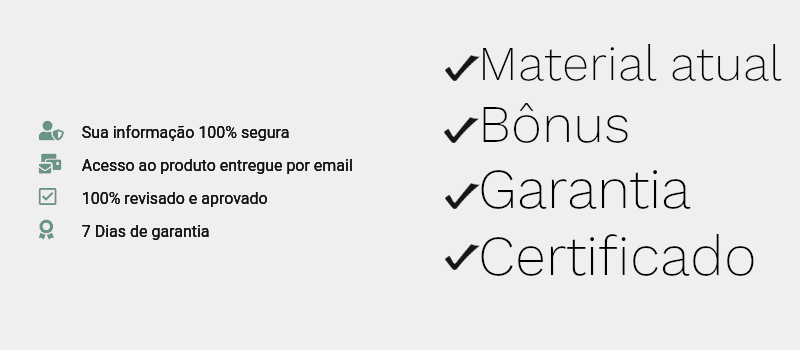 Sua informação 100% segura
Acesso ao produto entregue por email
100% revisado e aprovado
7 Dias de garantia
Material atual
Bônus
Garantia
Certificado